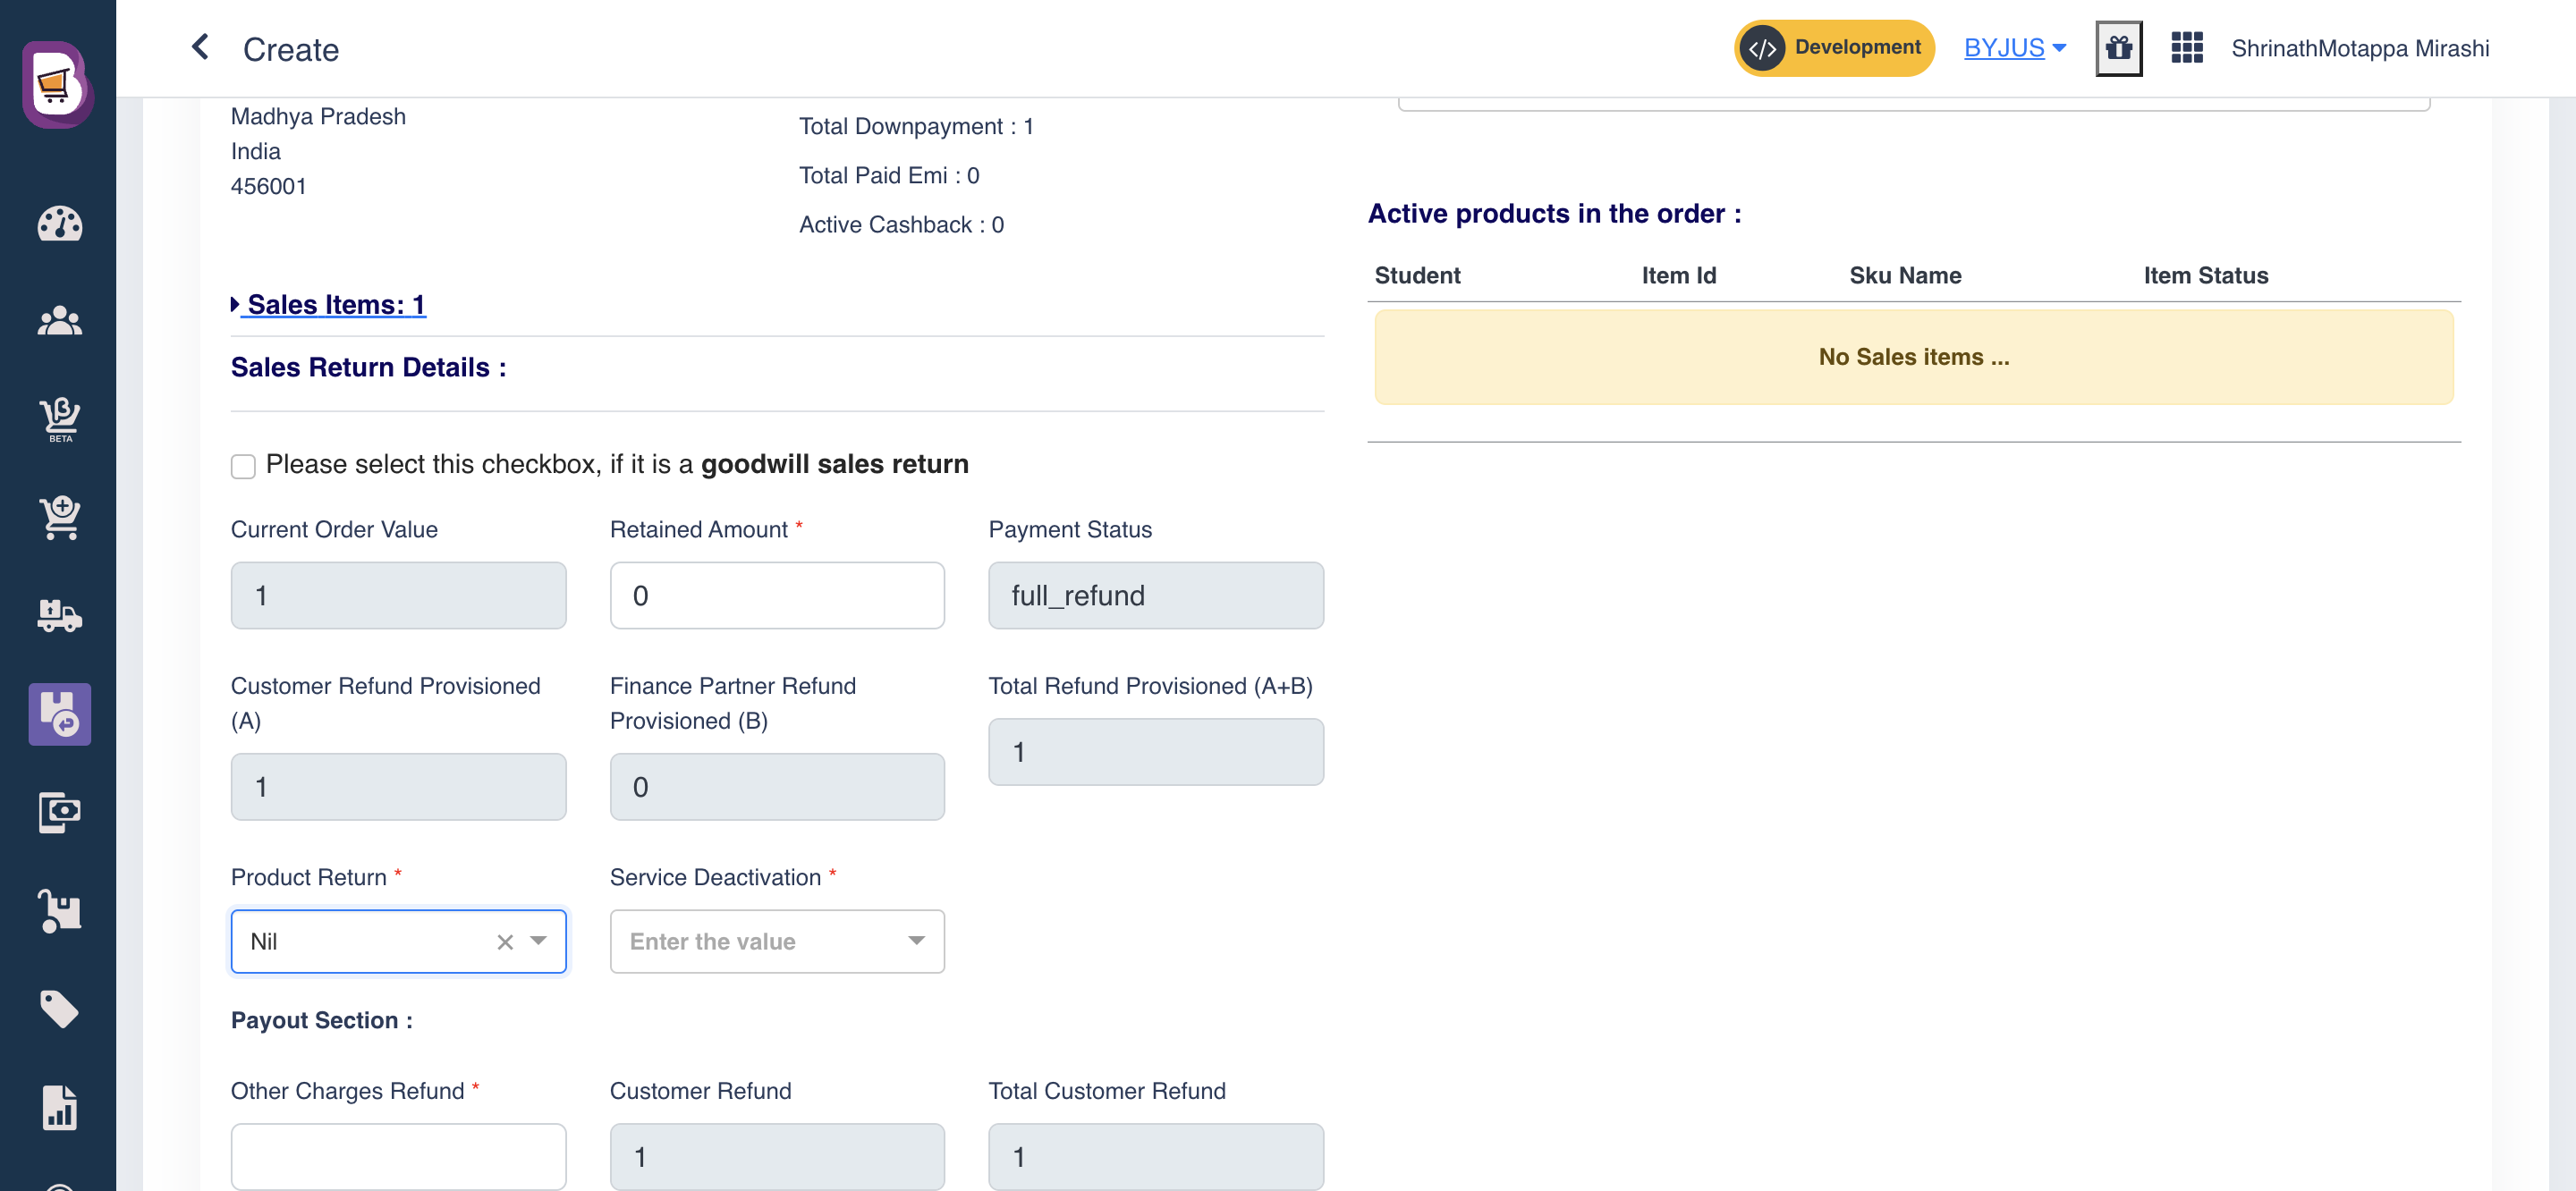 Create
Development
BYJUS
ShrinathMotappa Mirashi
BETA
Madhya Pradesh
India
456001
Total Downpayment : 1
Total Paid Emi : 0
Active Cashback : 0
Sales Items: 1
Sales Return Details :
Please select this checkbox, if it is a goodwill sales return
Current Order Value
Retained Amount *
Payment Status
1
0
full_refund
Customer Refund Provisioned
(A)
Finance Partner Refund
Provisioned (B)
Total Refund Provisioned (A+B)
1
0
1
Product Return *
Service Deactivation *
Nil
Enter the value
Payout Section :
Other Charges Refund *
Customer Refund
Total Customer Refund
1
1
Active products in the order :
Student Item Id Sku Name Item Status
No Sales items ...